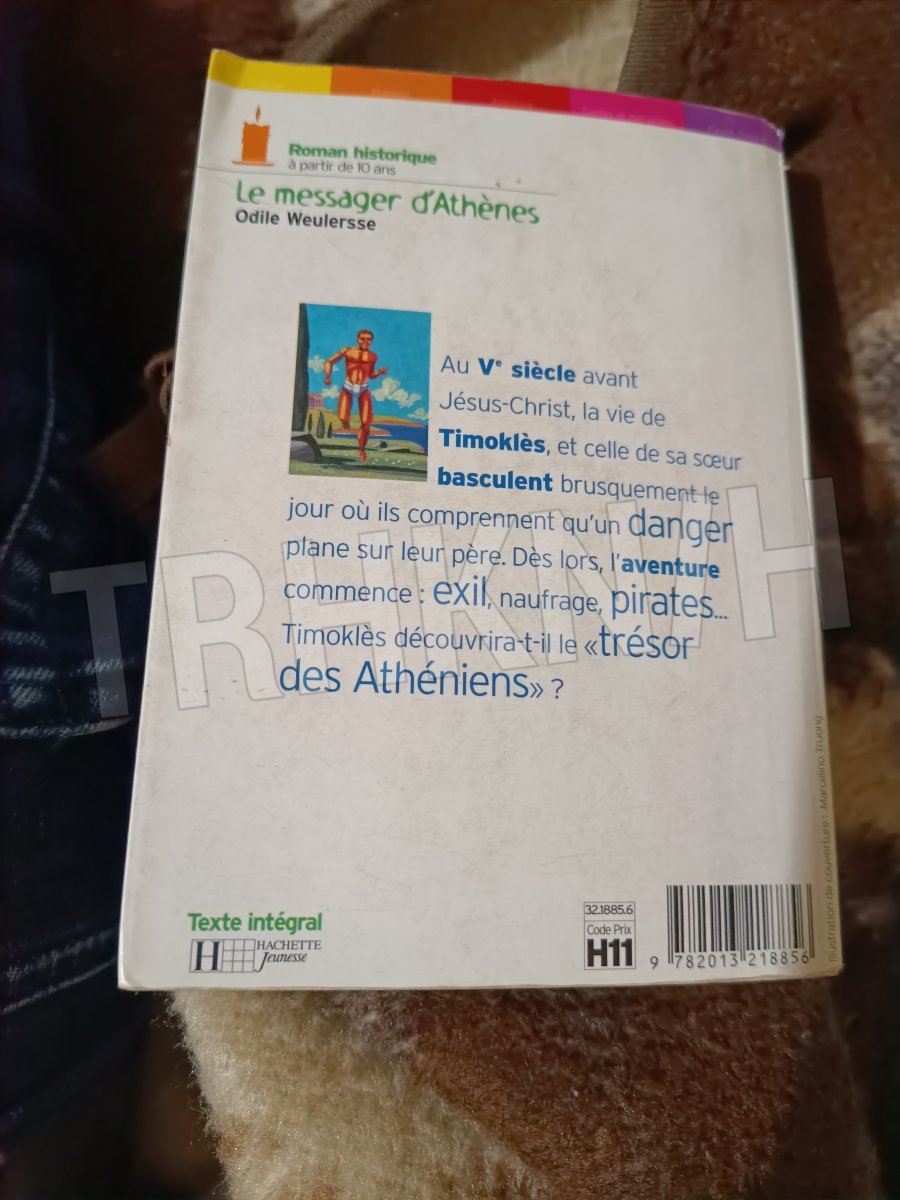 Roman historique
à partir de 10 ans
Le messager d'Athènes
Odile Weulersse
Au Vᵉ siècle avant
Jésus-Christ, la vie de
Timoklès, et celle de sa sœur
basculent brusquement le
jour où ils comprennent qu'un danger
plane sur leur père. Dès lors, l'aventure
commence : exil, naufrage, pirates...
Timoklès découvrira-t-il le «trésor
des Athéniens» ?
Texte intégral
H HACHETTE
Jeunesse
32.1885.6
Code Prix
H11
9 782013 218856
Illustration de couverture : Marcelino Truong